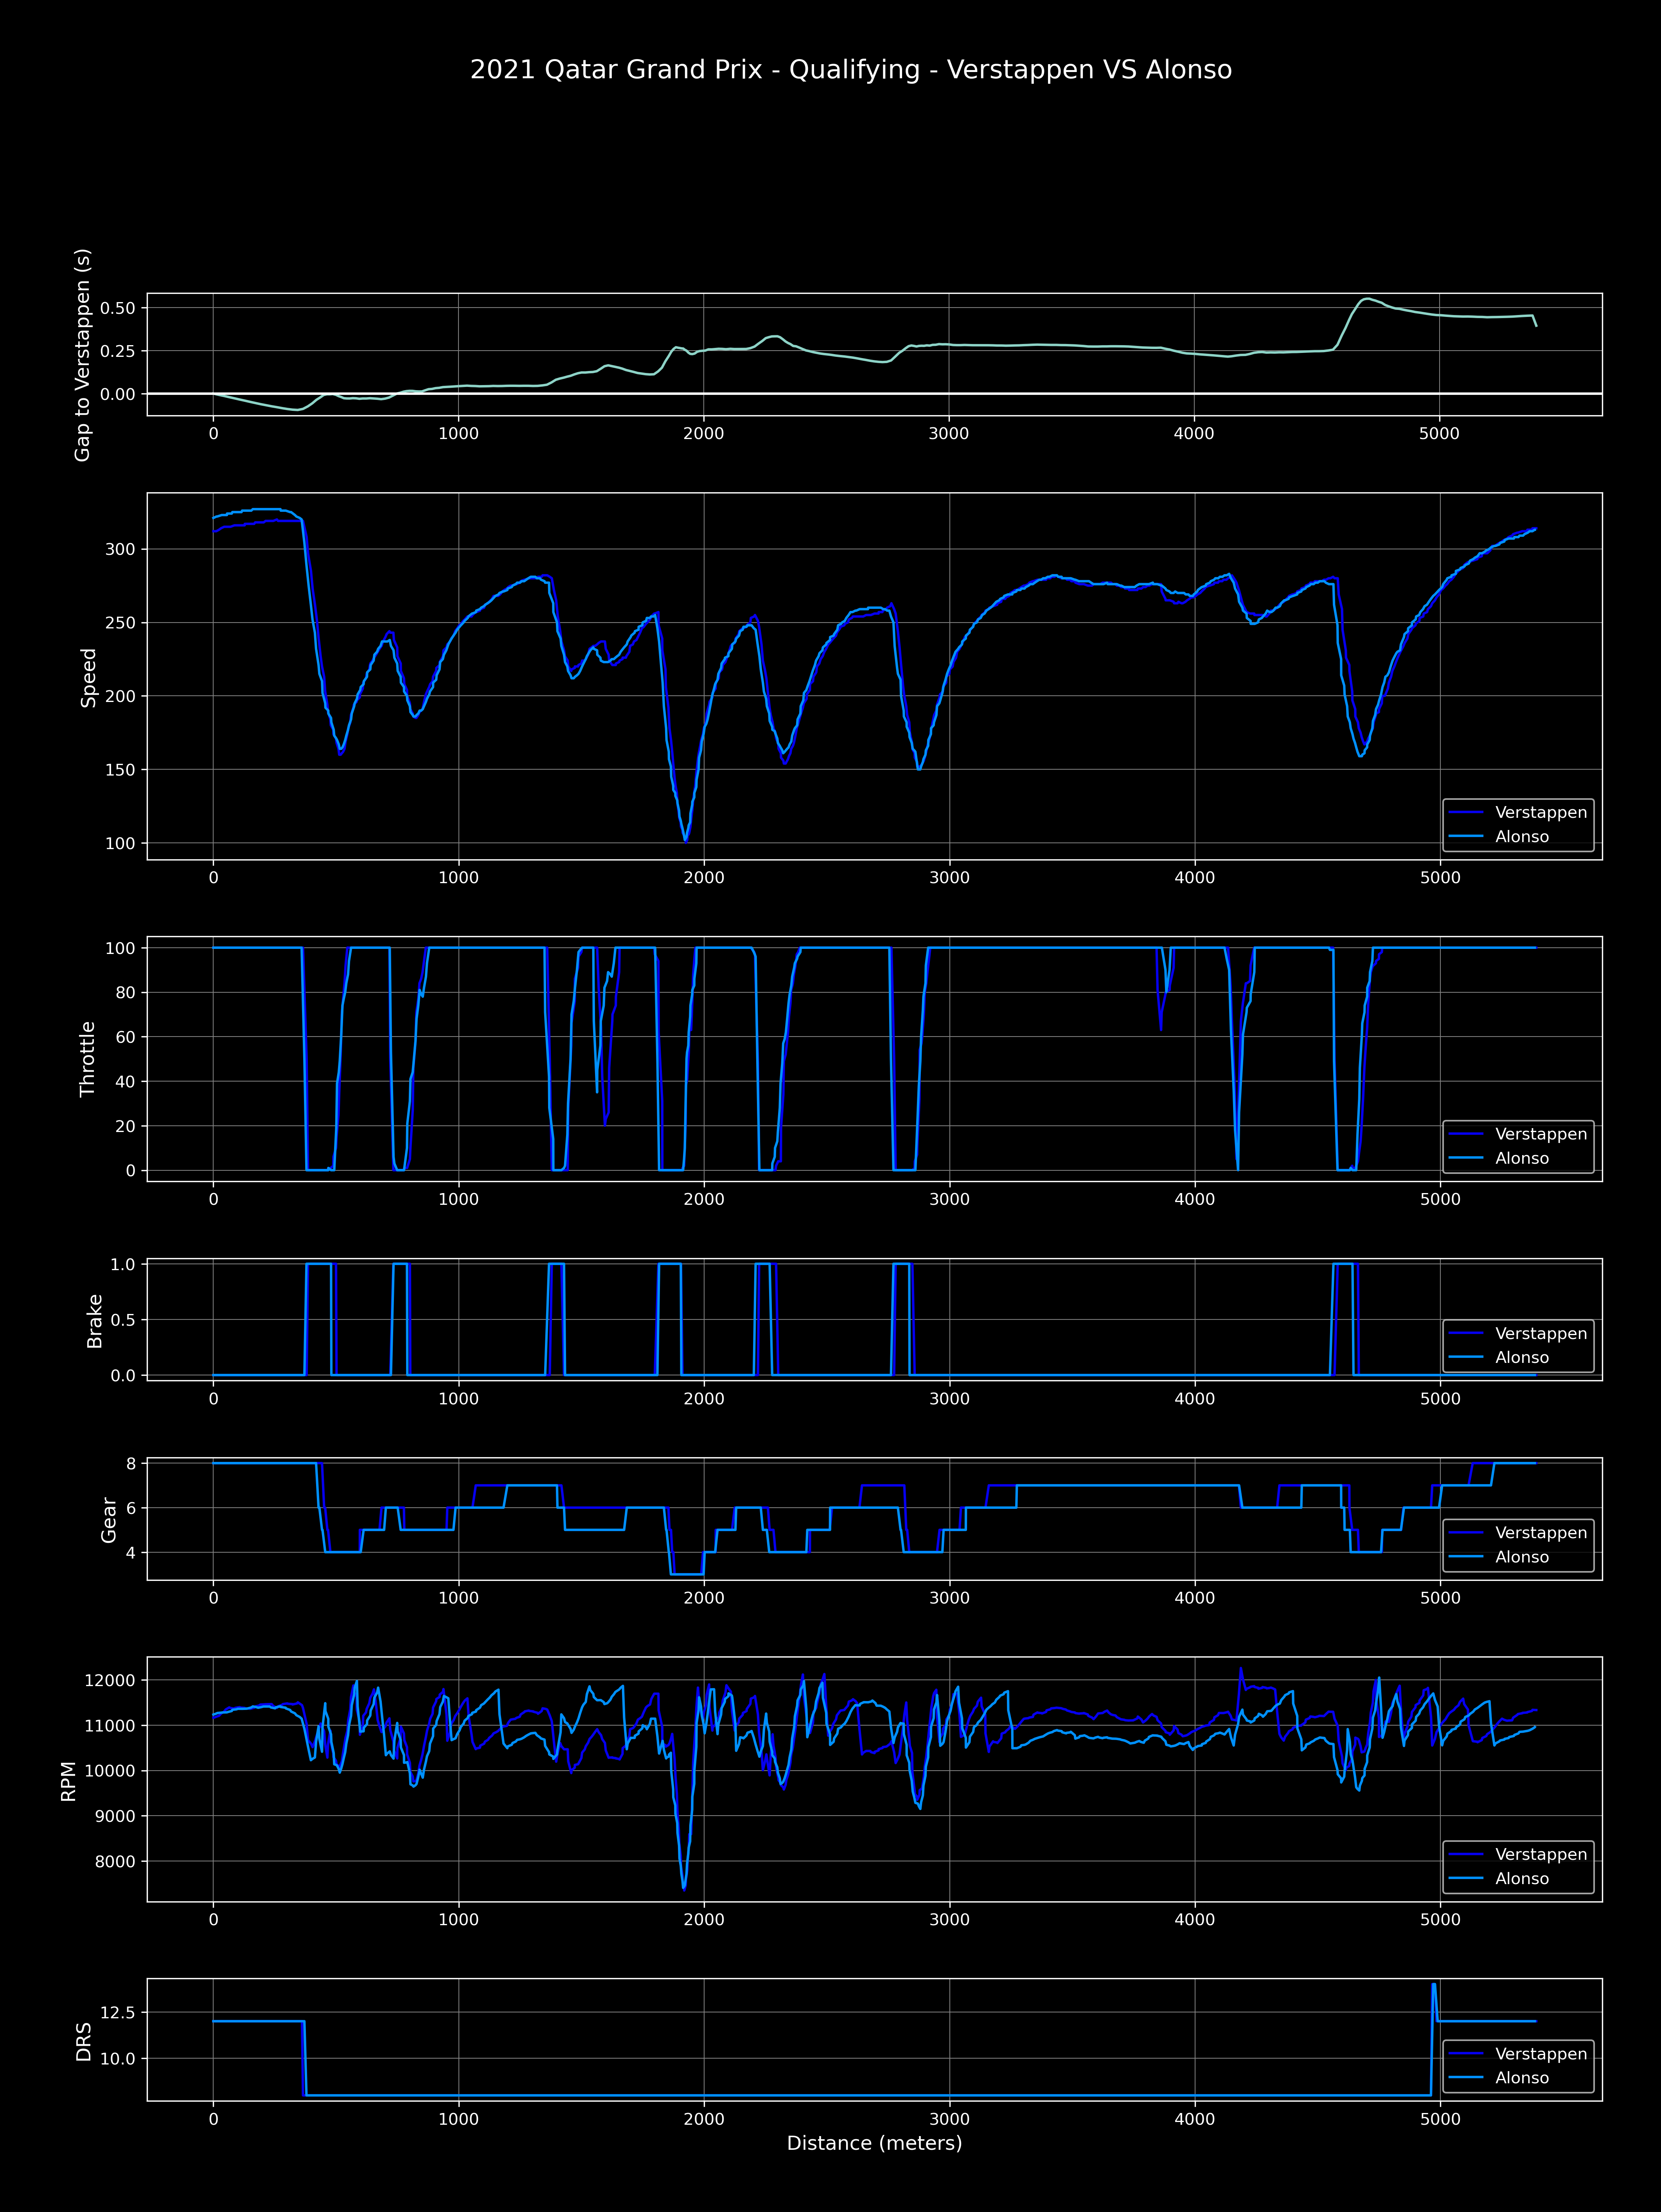 2021 Qatar Grand Prix - Qualifying - Verstappen VS Alonso
Gap to Verstappen (s)
0.50
0.25
0.00
0 1000 2000 3000 4000 5000
Speed
300
250
200
150
100
Verstappen
Alonso
0 1000 2000 3000 4000 5000
Throttle
100
80
60
40
20
0
Verstappen
Alonso
0 1000 2000 3000 4000 5000
Brake
1.0
0.5
0.0
Verstappen
Alonso
0 1000 2000 3000 4000 5000
Gear
8
6
4
Verstappen
Alonso
0 1000 2000 3000 4000 5000
RPM
12000
11000
10000
9000
8000
Verstappen
Alonso
0 1000 2000 3000 4000 5000
DRS
12.5
10.0
Verstappen
Alonso
0 1000 2000 3000 4000 5000
Distance (meters)